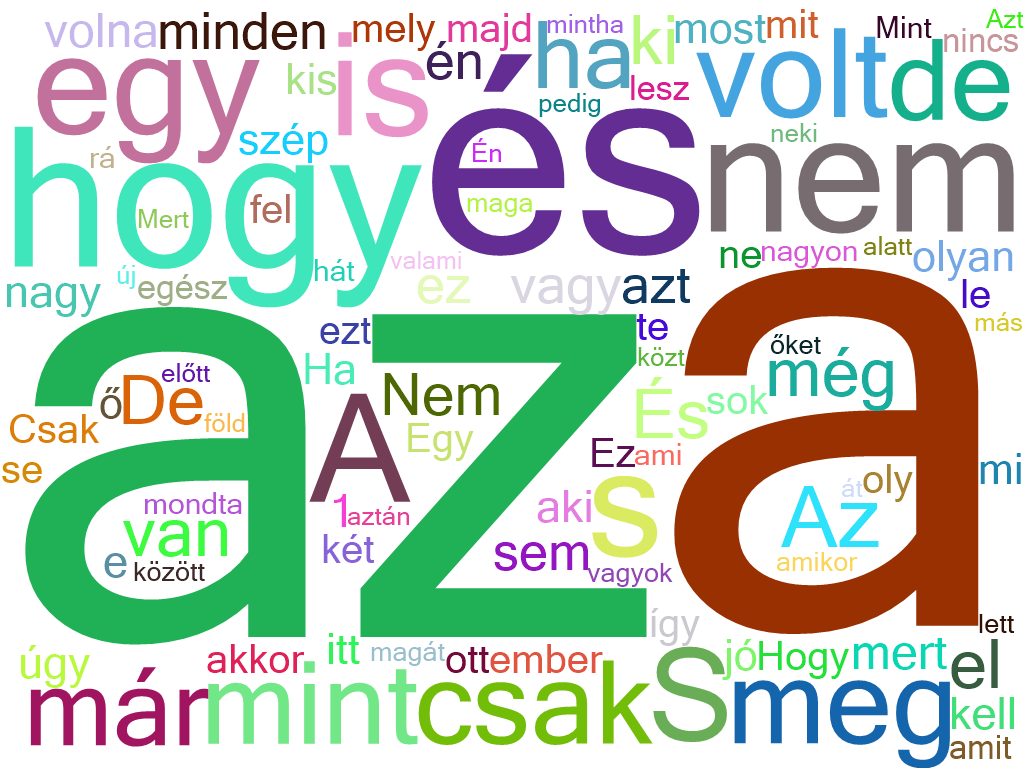 volna minden mely majd mintha ki most mit Mint Azt
nincs
egy kis is én ha lesz volt de
pedig
hogy rá szép és neki nem
Mert fel Én
maga
nagy új egész hát valami ez vagy azt ne nagyon alatt olyan
le
ezt te más
az a
közt őket
Ha előtt még
ő De föld A Nem És sok
Csak Egy
se Ez ami mi
mondta 1 aztán aki s Az át oly
van két sem amikor
e között vagyok
így lett
úgy akkor itt magát ott ember jó Hogy mert el
már mint csak S meg kell
amit